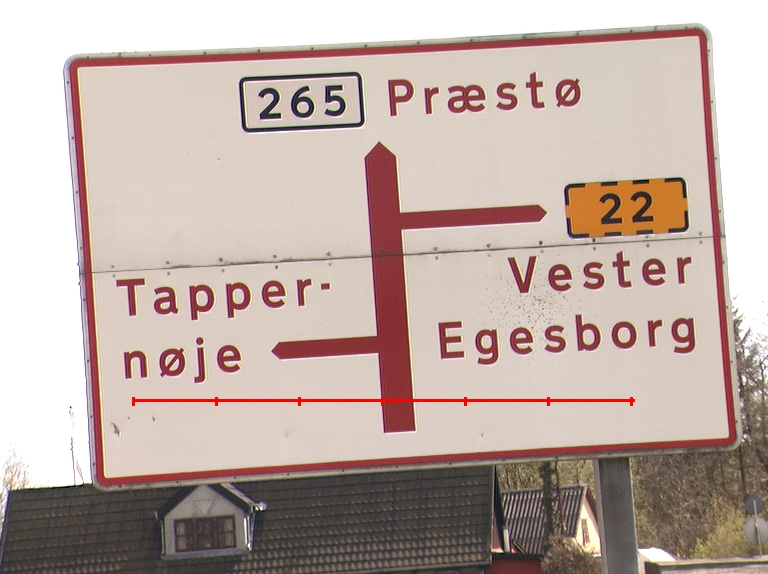 265 Præstø
22
Vester
Egesborg
Tapper-
nøje